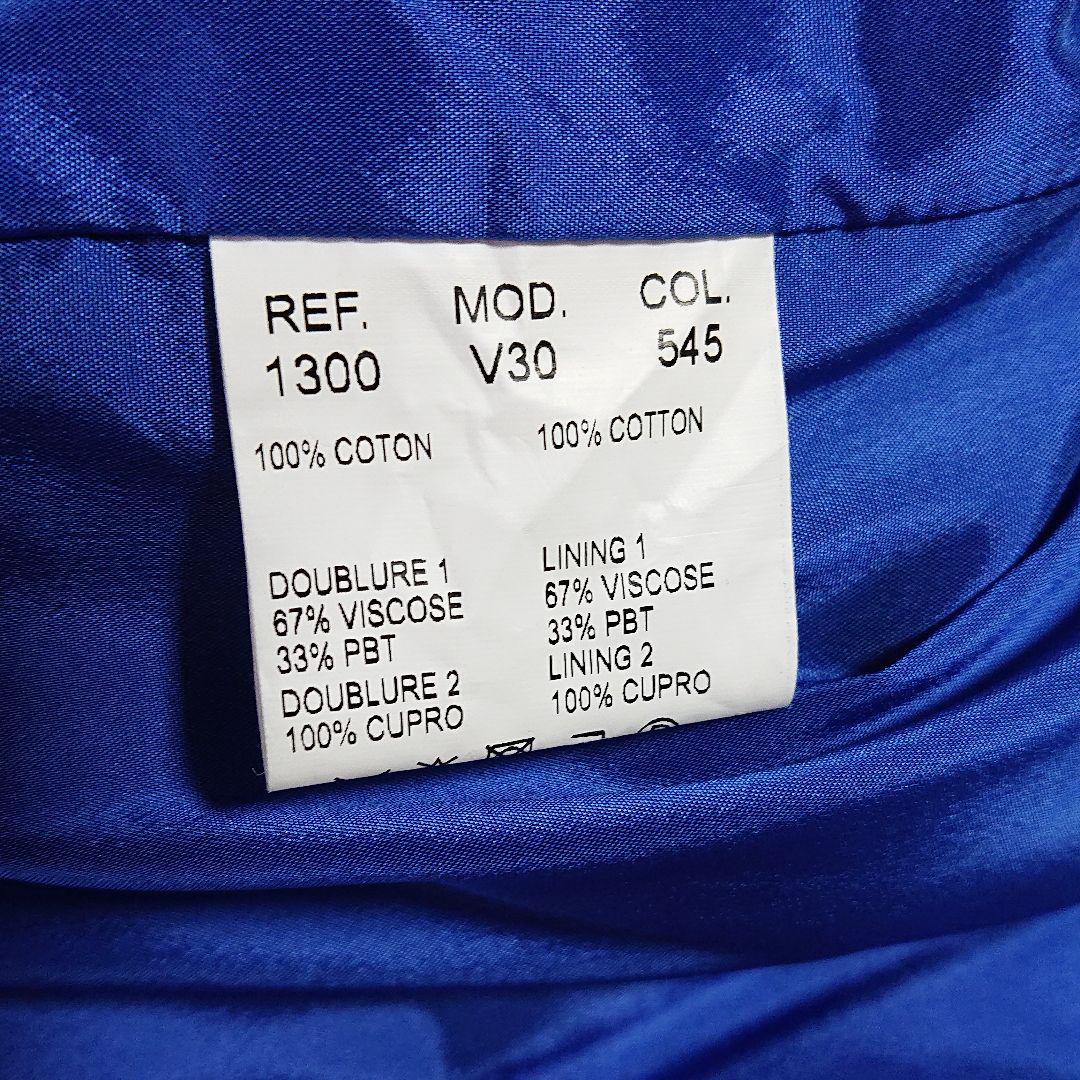 REF. MOD. COL.
1300 V30 545
100% COTON 100% COTTON
DOUBLURE 1 LINING 1
67% VISCOSE 67% VISCOSE
33% PBT 33% PBT
DOUBLURE 2 LINING 2
100% CUPRO 100% CUPRO